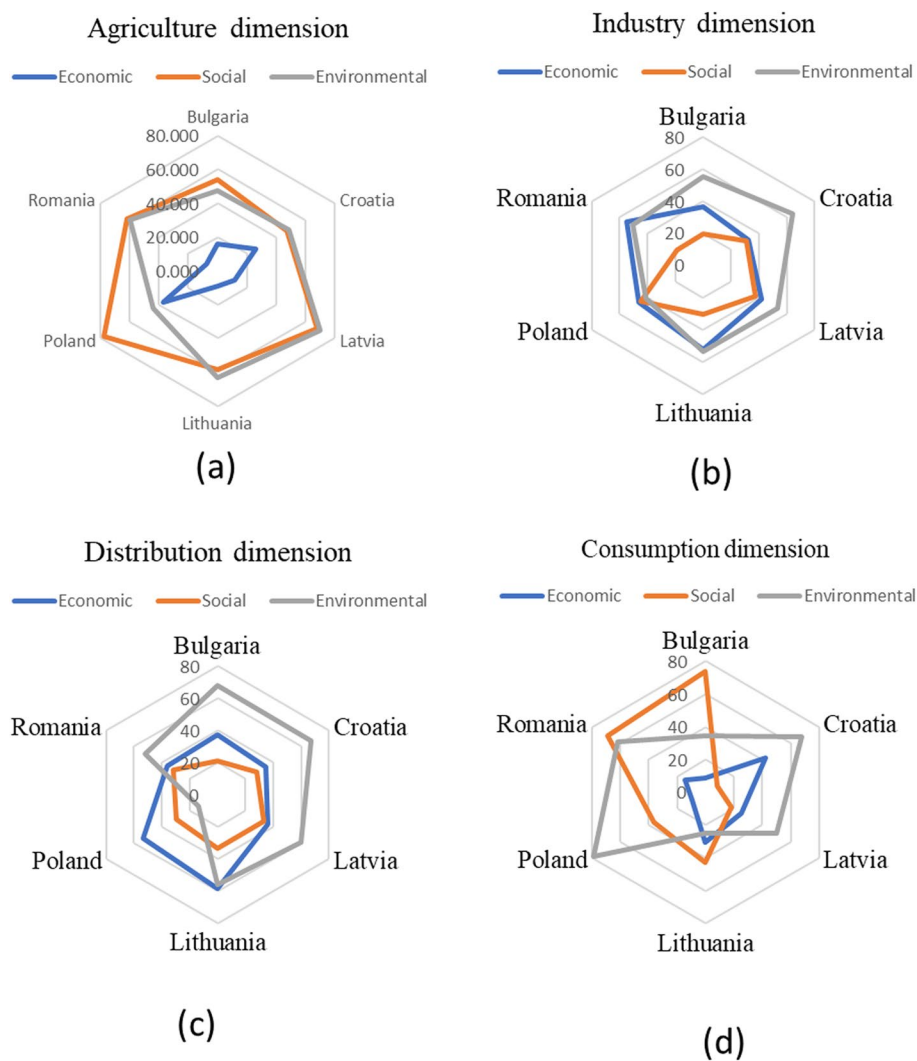 Agriculture dimension
Economic Social Environmental
Bulgaria
80.000
60.000
Romania Croatia
40.000
20.000
0.000
Poland Latvia
Lithuania
(a)
Industry dimension
Economic Social Environmental
Bulgaria
80
60
Romania Croatia
40
20
0
Poland Latvia
Lithuania
(b)
Distribution dimension
Economic Social Environmental
Bulgaria
80
60
Romania Croatia
40
20
0
Poland Latvia
Lithuania
(c)
Consumption dimension
Economic Social Environmental
Bulgaria
80
60
Romania Croatia
40
20
0
Poland Latvia
Lithuania
(d)